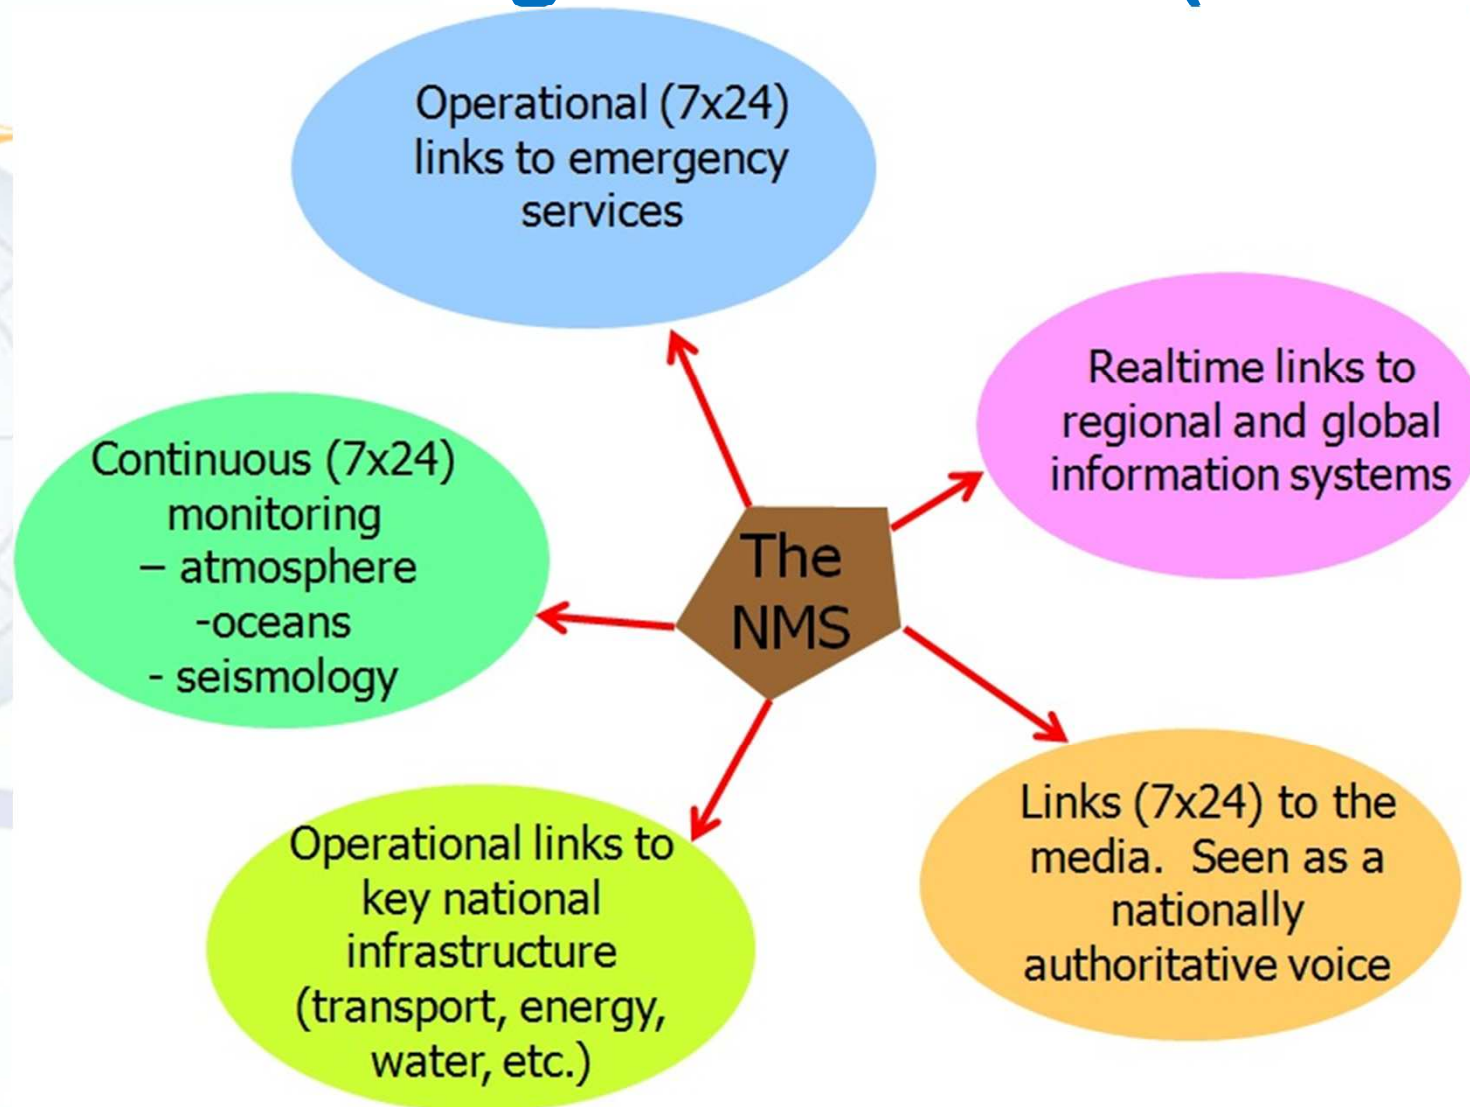 Operational (7x24)
links to emergency
services
Realtime links to
regional and global
information systems
Continuous (7x24)
monitoring
– atmosphere
-oceans
- seismology
The
NMS
Links (7x24) to the
media.  Seen as a
nationally
authoritative voice
Operational links to
key national
infrastructure
(transport, energy,
water, etc.)